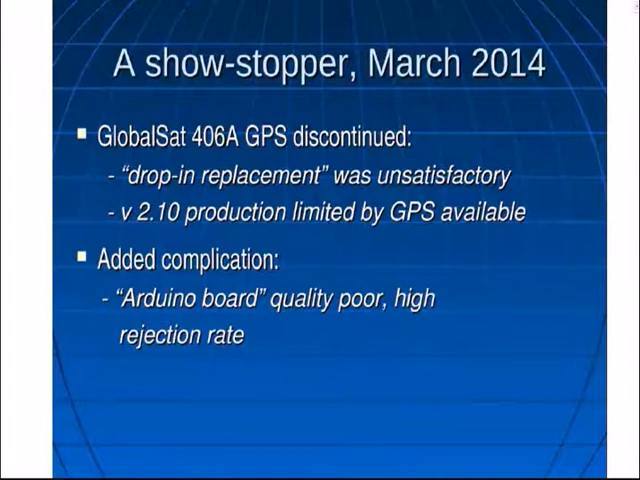 A show-stopper, March 2014
GlobalSat 406A GPS discontinued:
- “drop-in replacement” was unsatisfactory
- v 2.10 production limited by GPS available
Added complication:
- “Arduino board” quality poor, high
rejection rate